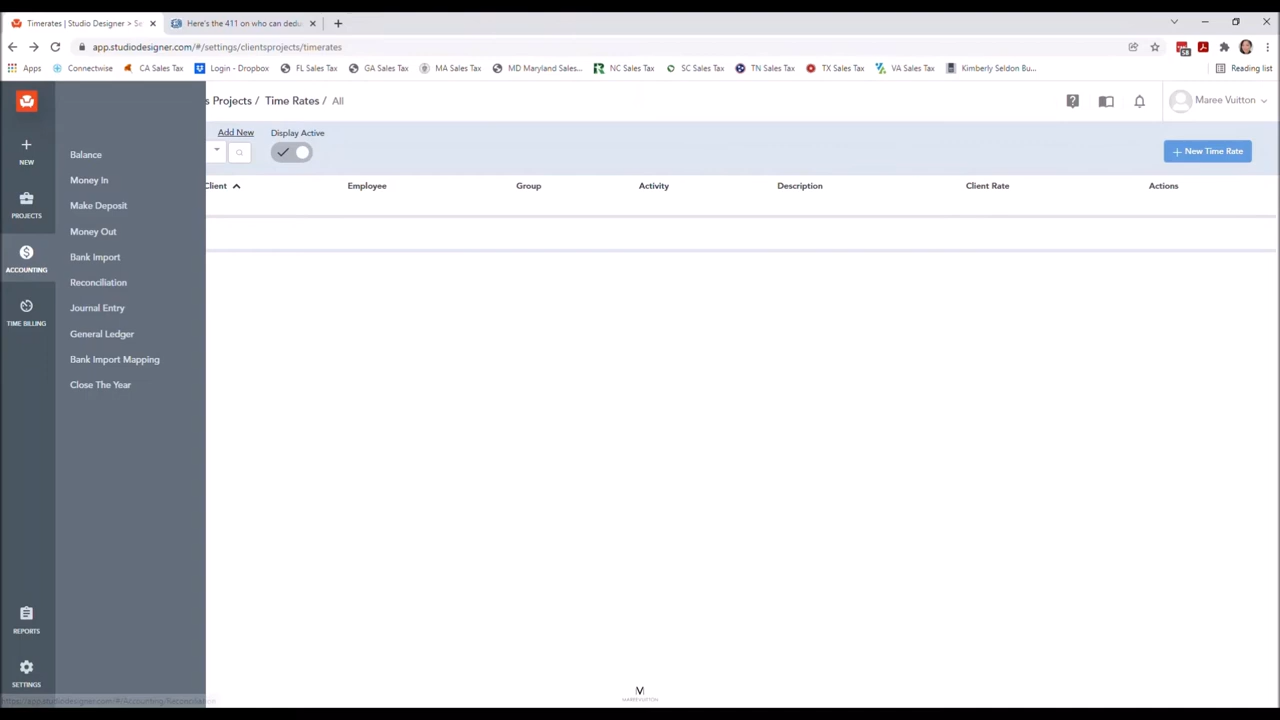 Timerates | Studio Designer > Se
Here's the 411 on who can dedu
app.studiodesigner.com/#/settings/clientsprojects/timerates
58
Apps
Connectwise
CA Sales Tax
Login - Dropbox
FL Sales Tax
GA Sales Tax
MA Sales Tax
MD Maryland Sales...
NC Sales Tax
SC Sales Tax
TN Sales Tax
TX Sales Tax
VA Sales Tax
Kimberly Seldon Bu...
Reading list
s Projects / Time Rates / All
Maree Vuitton
Add New
Display Active
+ New Time Rate
Client
Employee
Group
Activity
Description
Client Rate
Actions
NEW
PROJECTS
ACCOUNTING
TIME BILLING
REPORTS
SETTINGS
Balance
Money In
Make Deposit
Money Out
Bank Import
Reconciliation
Journal Entry
General Ledger
Bank Import Mapping
Close The Year
M
MAREE VUITTON